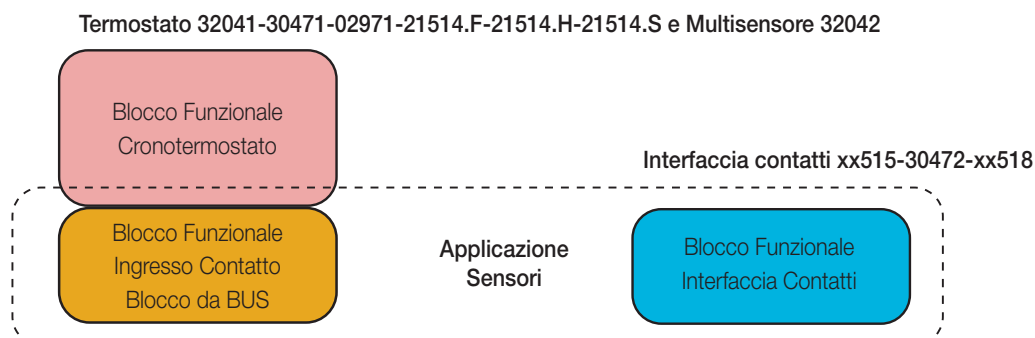 Termostato 32041-30471-02971-21514.F-21514.H-21514.S e Multisensore 32042
Blocco Funzionale
Cronotermostato
Interfaccia contatti xx515-30472-xx518
Blocco Funzionale
Ingresso Contatto
Blocco da BUS
Applicazione
Sensori
Blocco Funzionale
Interfaccia Contatti